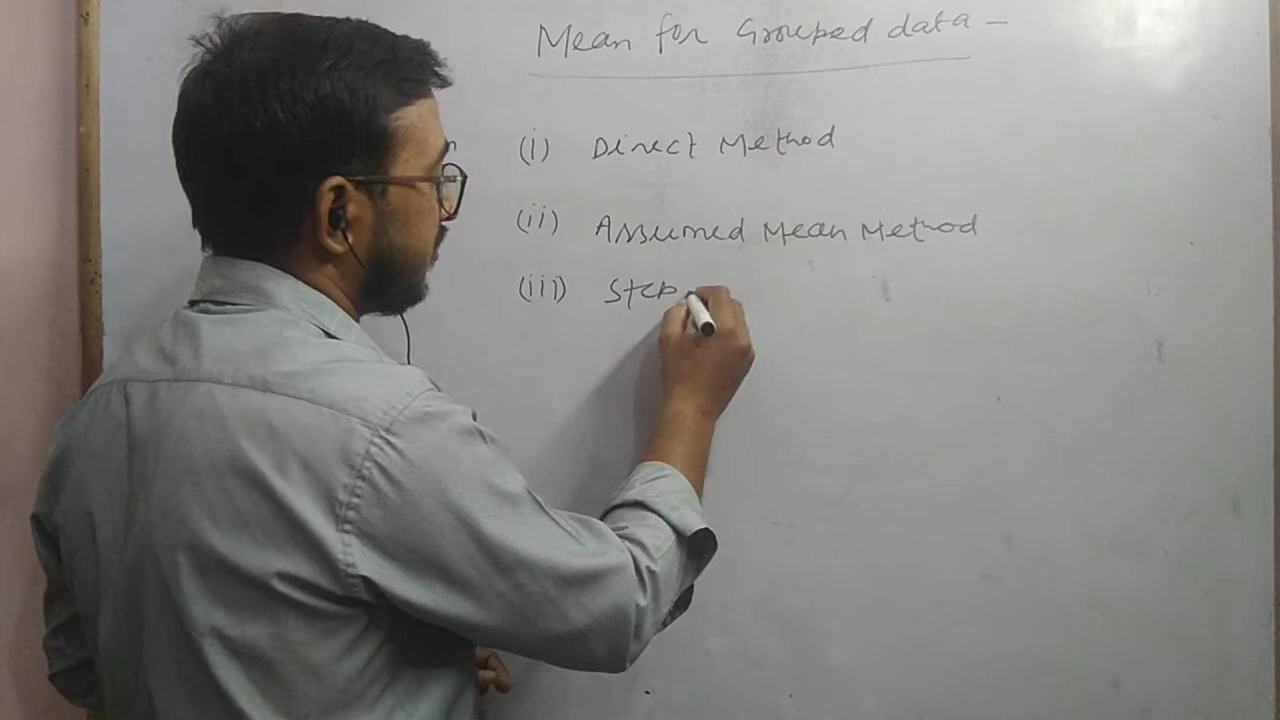 Mean for Grouped data -
(i) Direct Method
(ii) Assumed Mean Method
(iii) Step